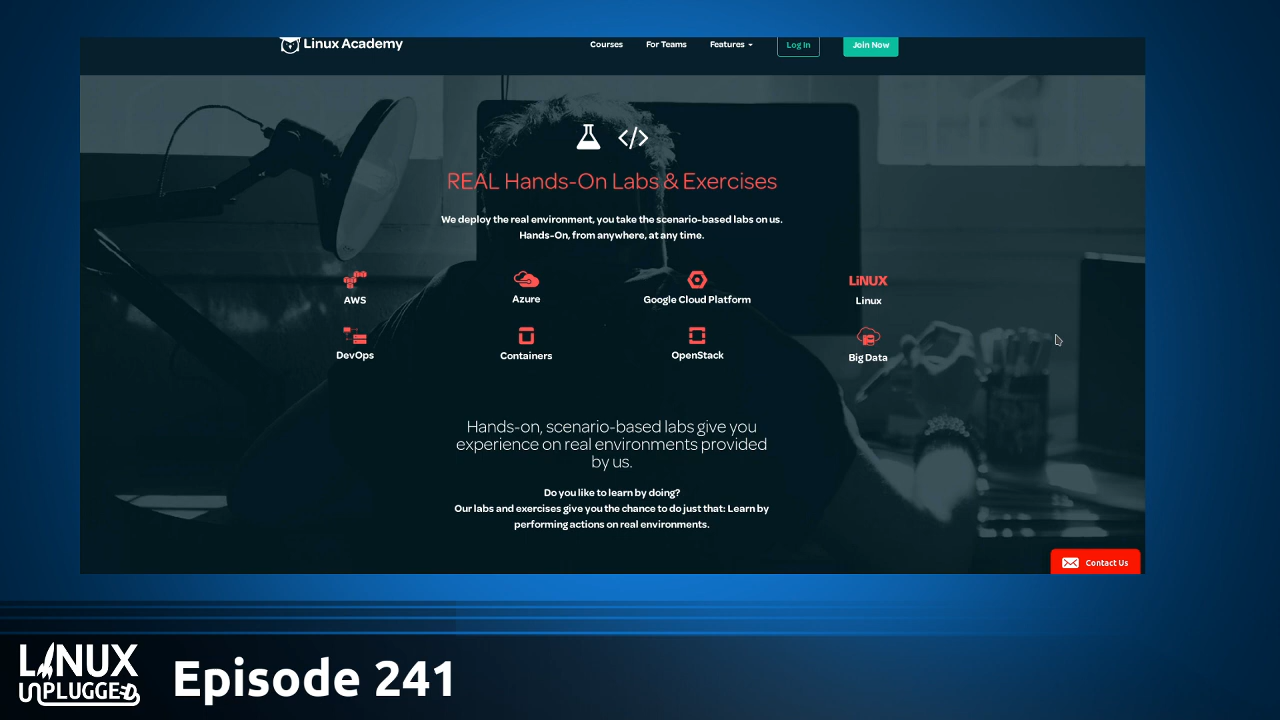 Linux Academy Courses For Teams Features Log In Join Now
</>
REAL Hands-On Labs & Exercises
We deploy the real environment, you take the scenario-based labs on us.
Hands-On, from anywhere, at any time.
LiNUX
AWS Azure Google Cloud Platform Linux
DevOps Containers OpenStack Big Data
Hands-on, scenario-based labs give you
experience on real environments provided
by us.
Do you like to learn by doing?
Our labs and exercises give you the chance to do just that: Learn by
performing actions on real environments.
Contact Us
LINUX
UNPLUGGED
Episode 241